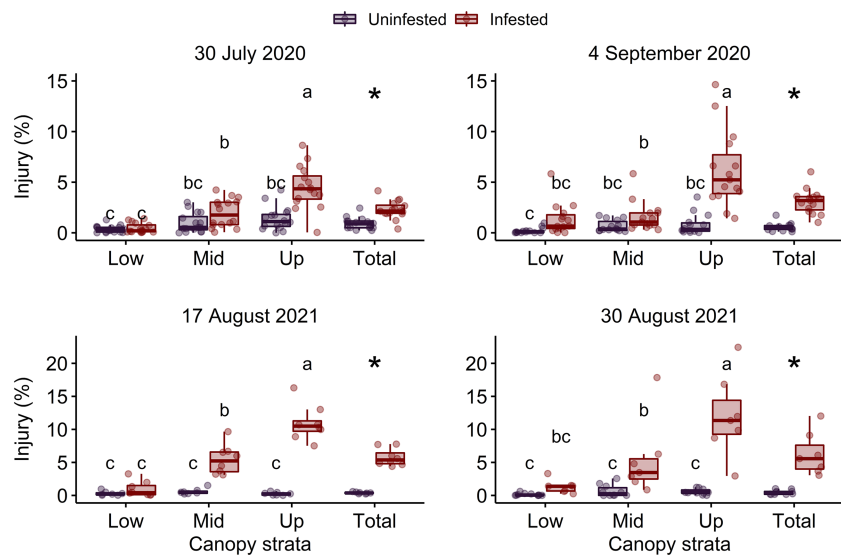 Uninfested Infested
30 July 2020
15
10
5
0
Injury (%)
a
b
bc
bc
c
c
*
Low Mid Up Total
4 September 2020
15
10
5
0
a
b
bc
bc
bc
c
*
Low Mid Up Total
17 August 2021
20
15
10
5
0
Injury (%)
a
b
c c c c
*
Low Mid Up Total
Canopy strata
30 August 2021
20
15
10
5
0
a
b
bc
c c c
*
Low Mid Up Total
Canopy strata